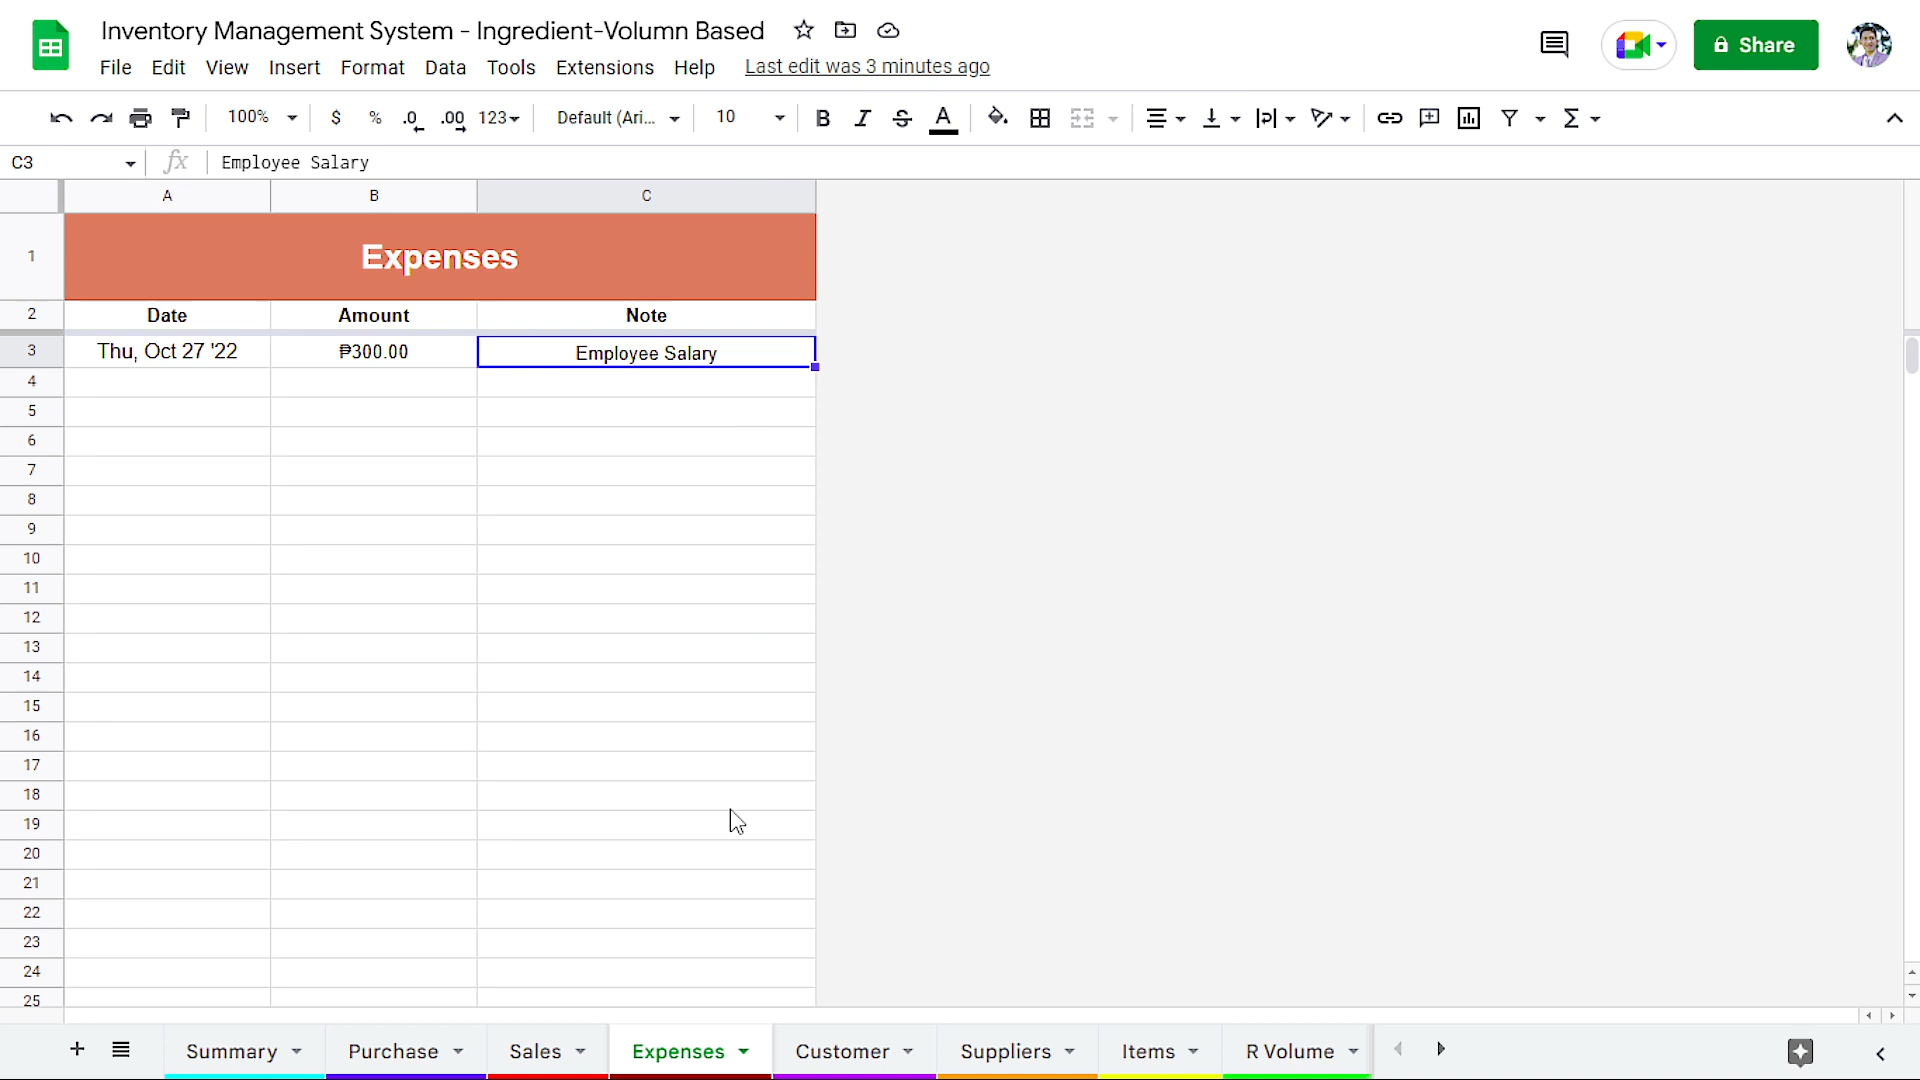 Inventory Management System - Ingredient-Volumn Based
File Edit View Insert Format Data Tools Extensions Help Last edit was 3 minutes ago
Share
100% $ % .0 .00 123 Default (Ari... 10 B I S A
C3 fx Employee Salary
A B C
1 Expenses
2 Date Amount Note
3 Thu, Oct 27 '22 ₱300.00 Employee Salary
4
5
6
7
8
9
10
11
12
13
14
15
16
17
18
19
20
21
22
23
24
25
+ Summary Purchase Sales Expenses Customer Suppliers Items R Volume